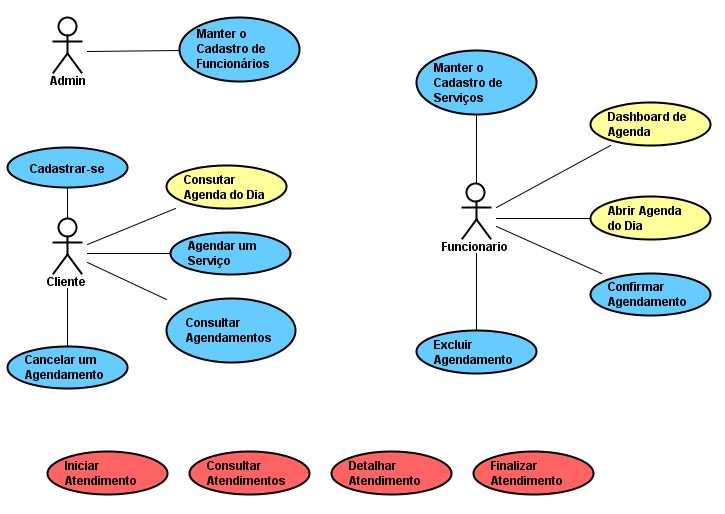 Admin
Manter o
Cadastro de
Funcionários
Manter o
Cadastro de
Serviços
Dashboard de
Agenda
Cadastrar-se
Consutar
Agenda do Dia
Abrir Agenda
do Dia
Funcionario
Agendar um
Serviço
Cliente
Confirmar
Agendamento
Consultar
Agendamentos
Cancelar um
Agendamento
Excluir
Agendamento
Iniciar
Atendimento
Consultar
Atendimentos
Detalhar
Atendimento
Finalizar
Atendimento